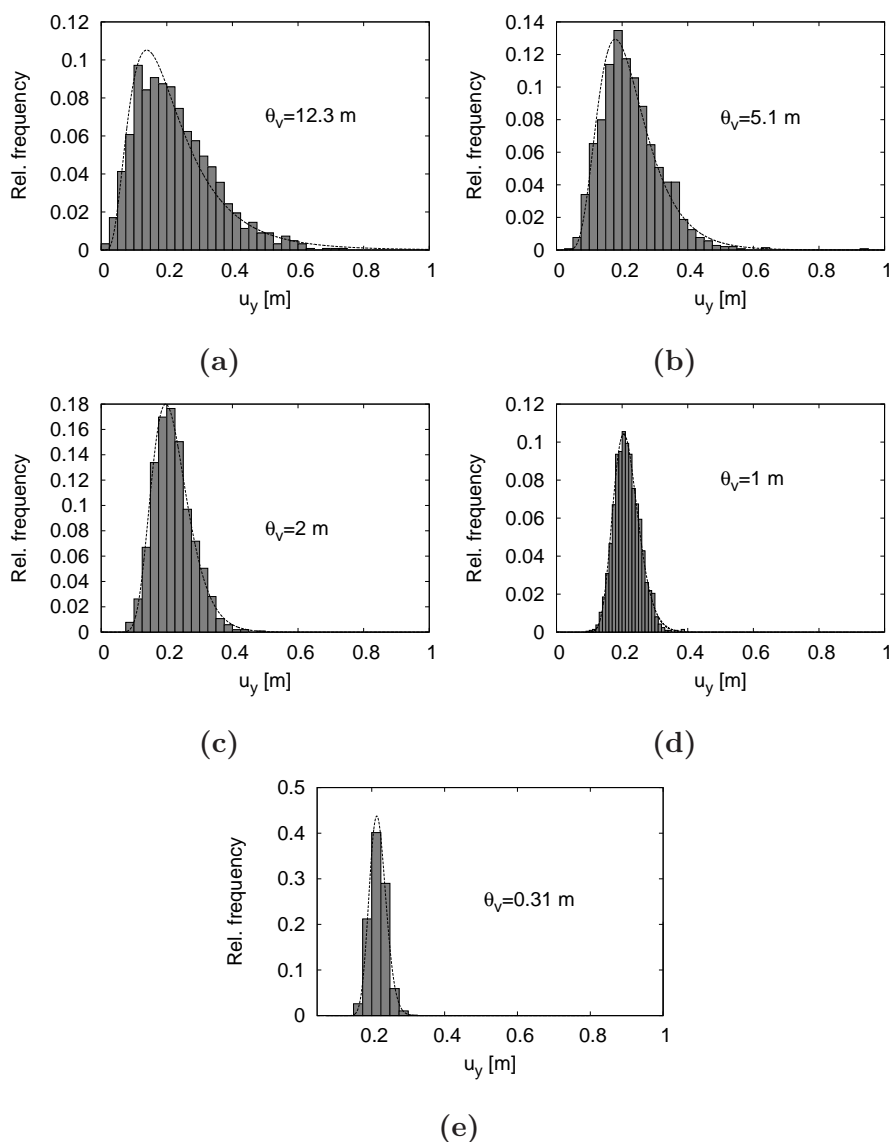 0.12
0.1
0.08
0.06
0.04
0.02
0
Rel. frequency
θv=12.3 m
0 0.2 0.4 0.6 0.8 1
uy [m]
(a)
0.14
0.12
0.1
0.08
0.06
0.04
0.02
0
Rel. frequency
θv=5.1 m
0 0.2 0.4 0.6 0.8 1
uy [m]
(b)
0.18
0.16
0.14
0.12
0.1
0.08
0.06
0.04
0.02
0
Rel. frequency
θv=2 m
0 0.2 0.4 0.6 0.8 1
uy [m]
(c)
0.12
0.1
0.08
0.06
0.04
0.02
0
Rel. frequency
θv=1 m
0 0.2 0.4 0.6 0.8 1
uy [m]
(d)
0.5
0.4
0.3
0.2
0.1
0
Rel. frequency
θv=0.31 m
0.2 0.4 0.6 0.8 1
uy [m]
(e)